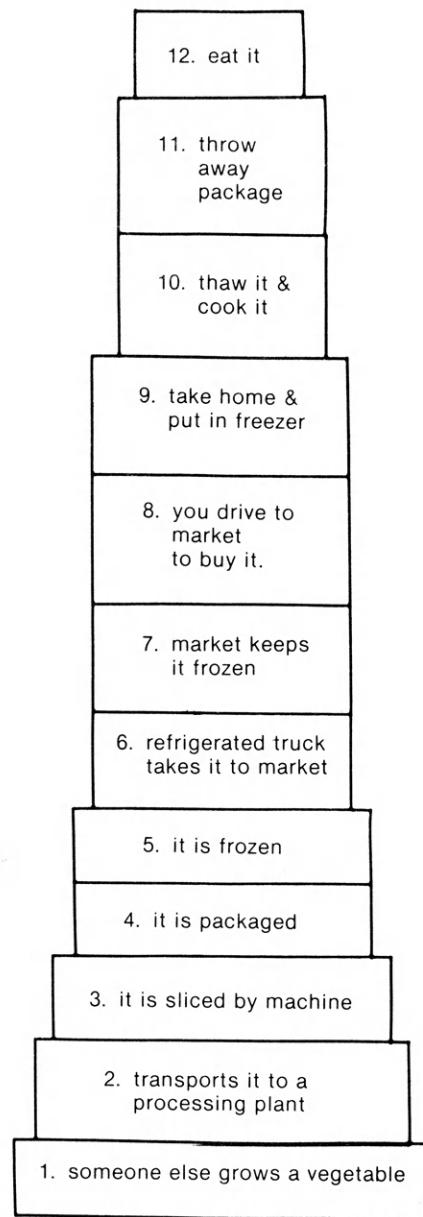 12. eat it
11. throw
away
package
10. thaw it &
cook it
9. take home &
put in freezer
8. you drive to
market
to buy it.
7. market keeps
it frozen
6. refrigerated truck
takes it to market
5. it is frozen
4. it is packaged
3. it is sliced by machine
2. transports it to a
processing plant
1. someone else grows a vegetable